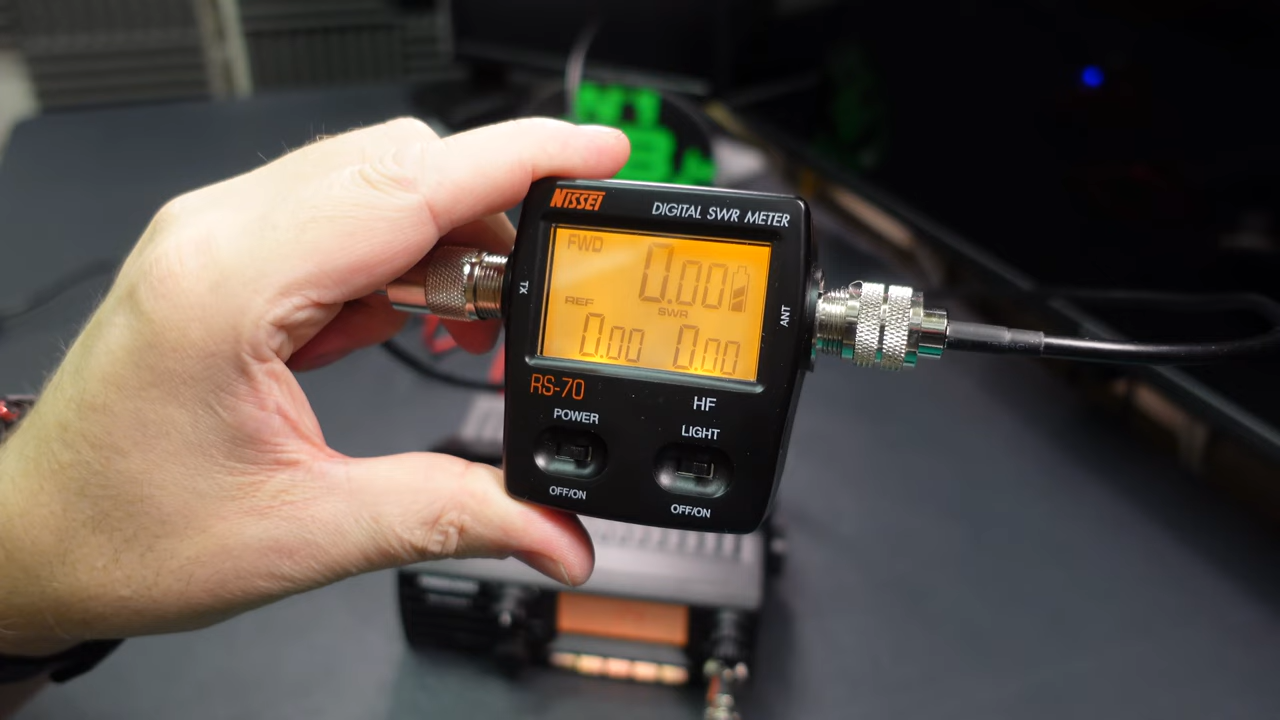 NISSEI
DIGITAL SWR METER
FWD
0.00
REF
SWR
0.00 0.00
TX
ANT
RS-70
HF
POWER
LIGHT
OFF/ON
OFF/ON